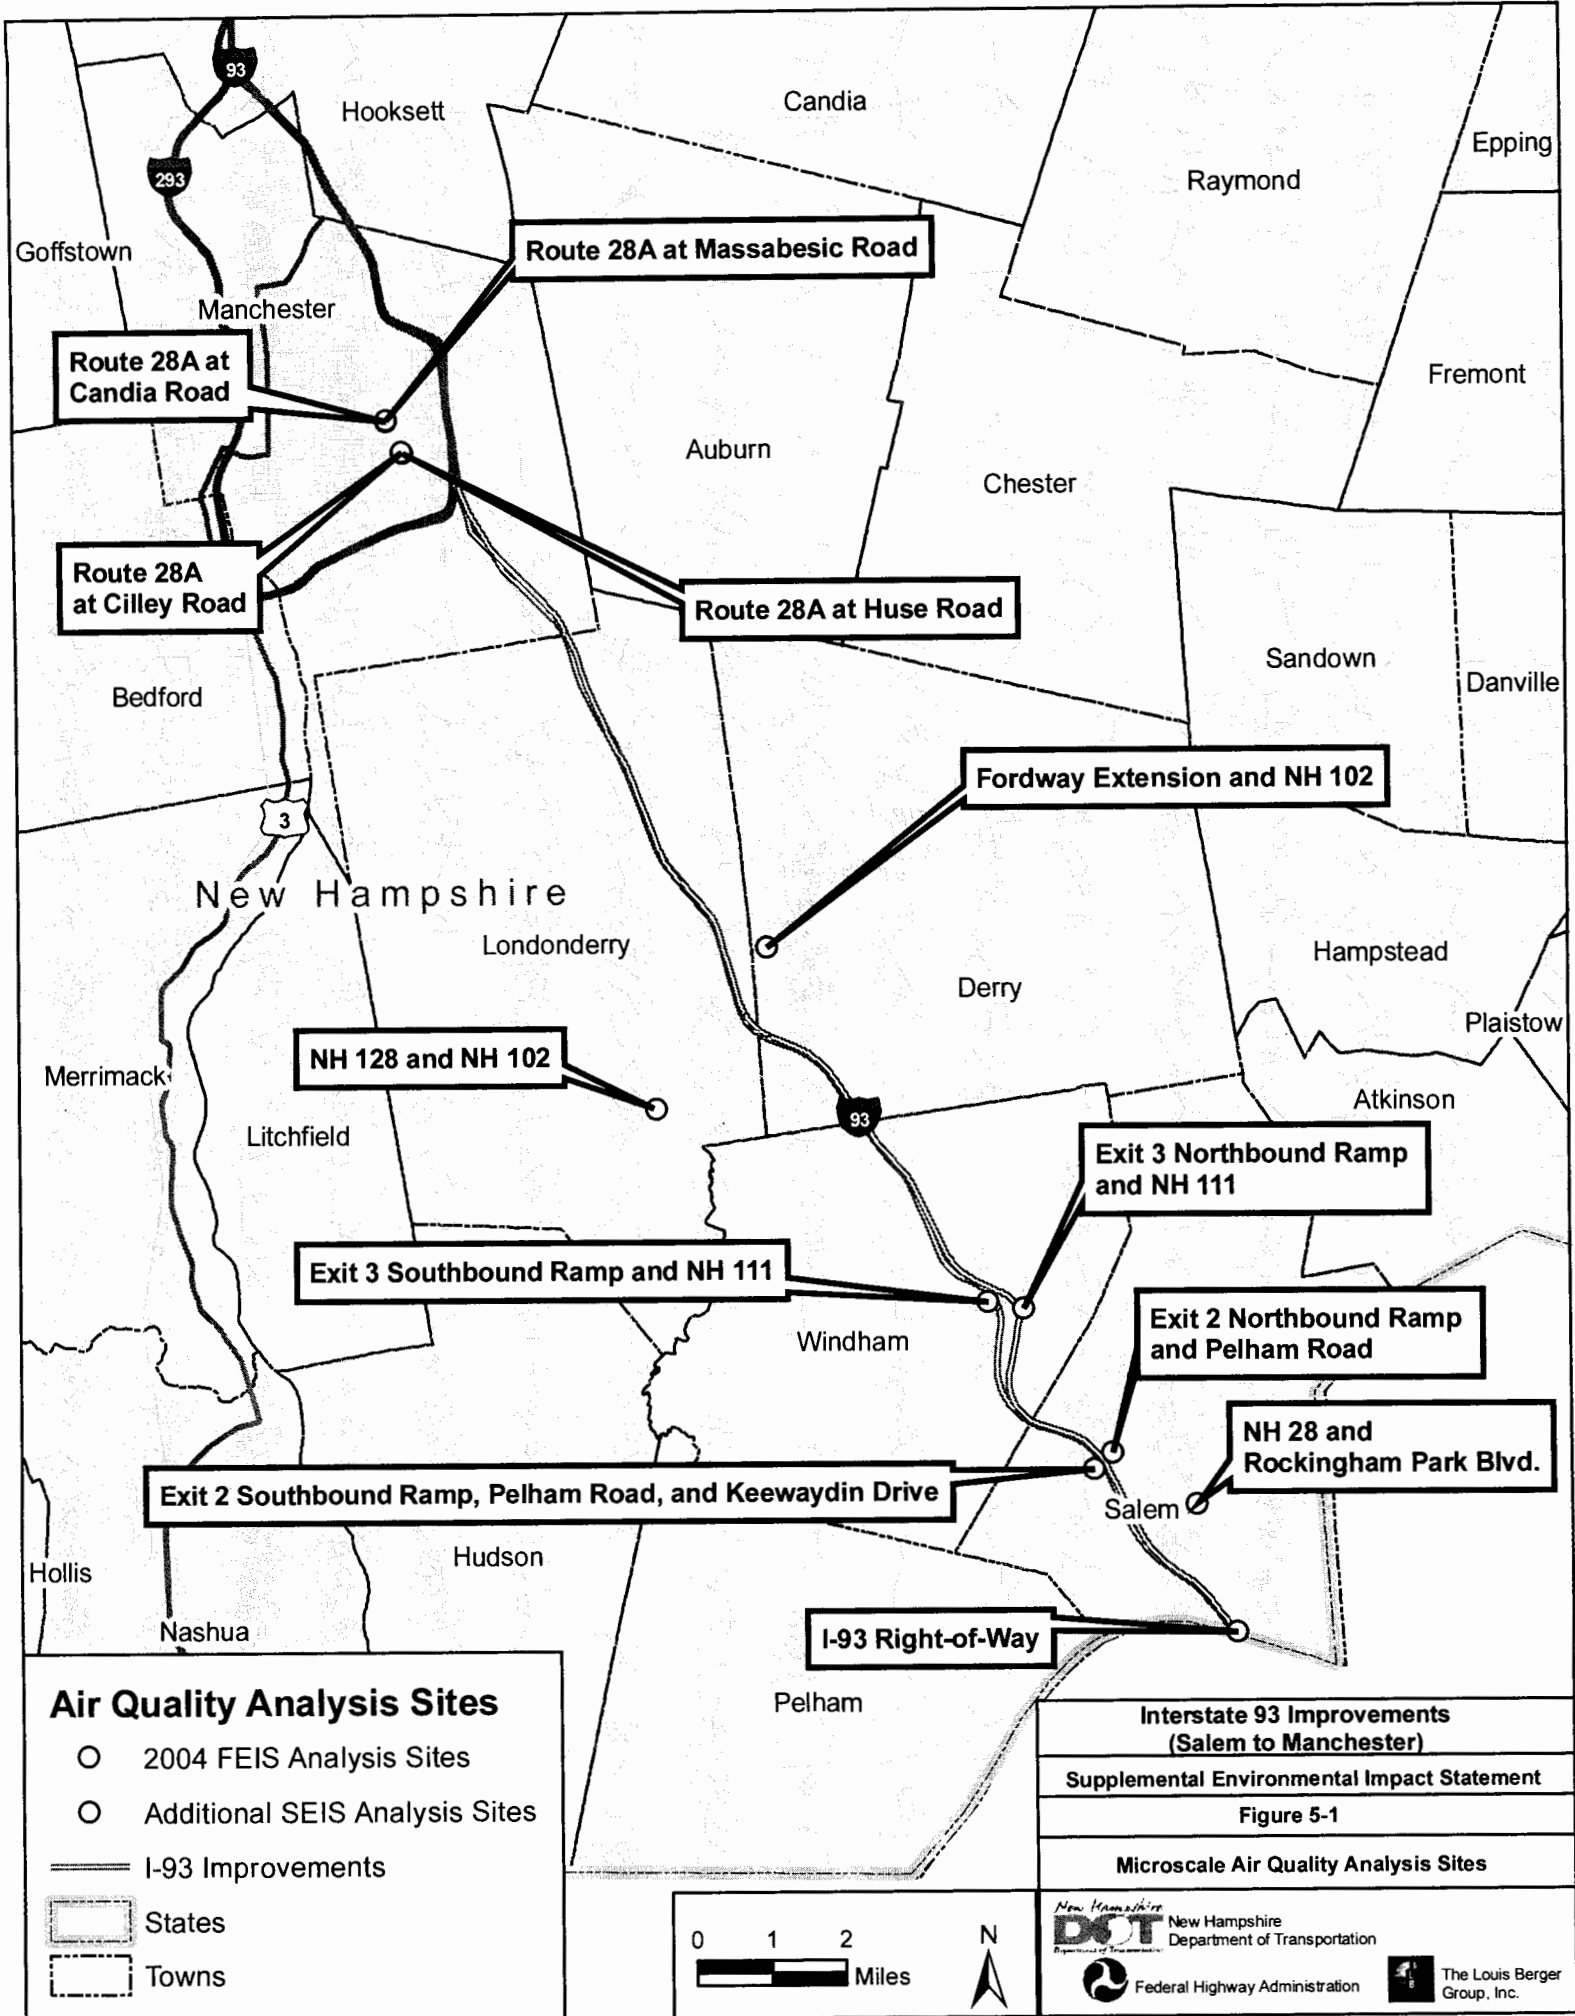 93
Hooksett
Candia
Epping
293
Raymond
Goffstown
Route 28A at Massabesic Road
Manchester
Route 28A at
Candia Road
Fremont
Auburn
Chester
Route 28A
at Cilley Road
Route 28A at Huse Road
Sandown
Danville
Bedford
Fordway Extension and NH 102
3
New Hampshire
Londonderry
Hampstead
Derry
Plaistow
NH 128 and NH 102
Merrimack
Atkinson
93
Litchfield
Exit 3 Northbound Ramp
and NH 111
Exit 3 Southbound Ramp and NH 111
Windham
Exit 2 Northbound Ramp
and Pelham Road
NH 28 and
Rockingham Park Blvd.
Exit 2 Southbound Ramp, Pelham Road, and Keewaydin Drive
Salem
Hudson
Hollis
Nashua
I-93 Right-of-Way
Pelham
Air Quality Analysis Sites
2004 FEIS Analysis Sites
Additional SEIS Analysis Sites
I-93 Improvements
States
Towns
0 1 2
Miles
N
Interstate 93 Improvements
(Salem to Manchester)
Supplemental Environmental Impact Statement
Figure 5-1
Microscale Air Quality Analysis Sites
New Hampshire
DOT
Department of Transportation
New Hampshire
Department of Transportation
Federal Highway Administration
The Louis Berger
Group, Inc.